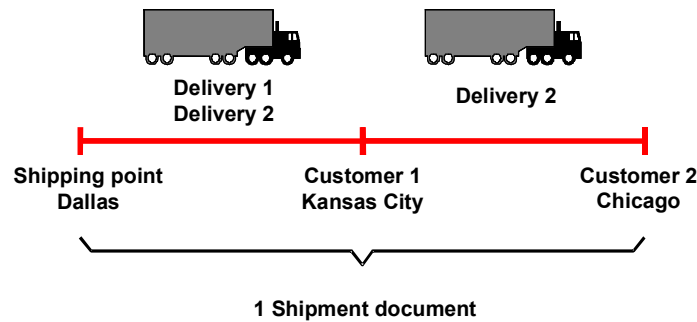 Delivery 1
Delivery 2
Delivery 2
Shipping point
Dallas
Customer 1
Kansas City
Customer 2
Chicago
1 Shipment document